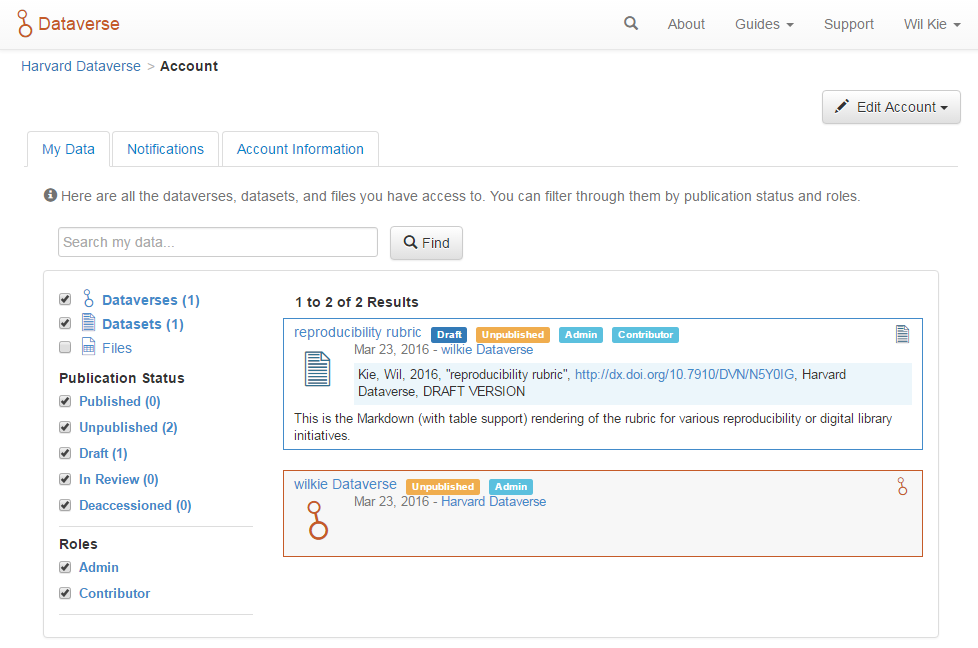 Dataverse About Guides Support Wil Kie
Harvard Dataverse > Account
Edit Account
My Data Notifications Account Information
Here are all the dataverses, datasets, and files you have access to. You can filter through them by publication status and roles.
Search my data... Find
Dataverses (1)
Datasets (1)
Files
Publication Status
Published (0)
Unpublished (2)
Draft (1)
In Review (0)
Deaccessioned (0)
Roles
Admin
Contributor
1 to 2 of 2 Results
reproducibility rubric Draft Unpublished Admin Contributor
Mar 23, 2016 - wilkie Dataverse
Kie, Wil, 2016, "reproducibility rubric", http://dx.doi.org/10.7910/DVN/N5Y0IG, Harvard
Dataverse, DRAFT VERSION
This is the Markdown (with table support) rendering of the rubric for various reproducibility or digital library
initiatives.
wilkie Dataverse Unpublished Admin
Mar 23, 2016 - Harvard Dataverse